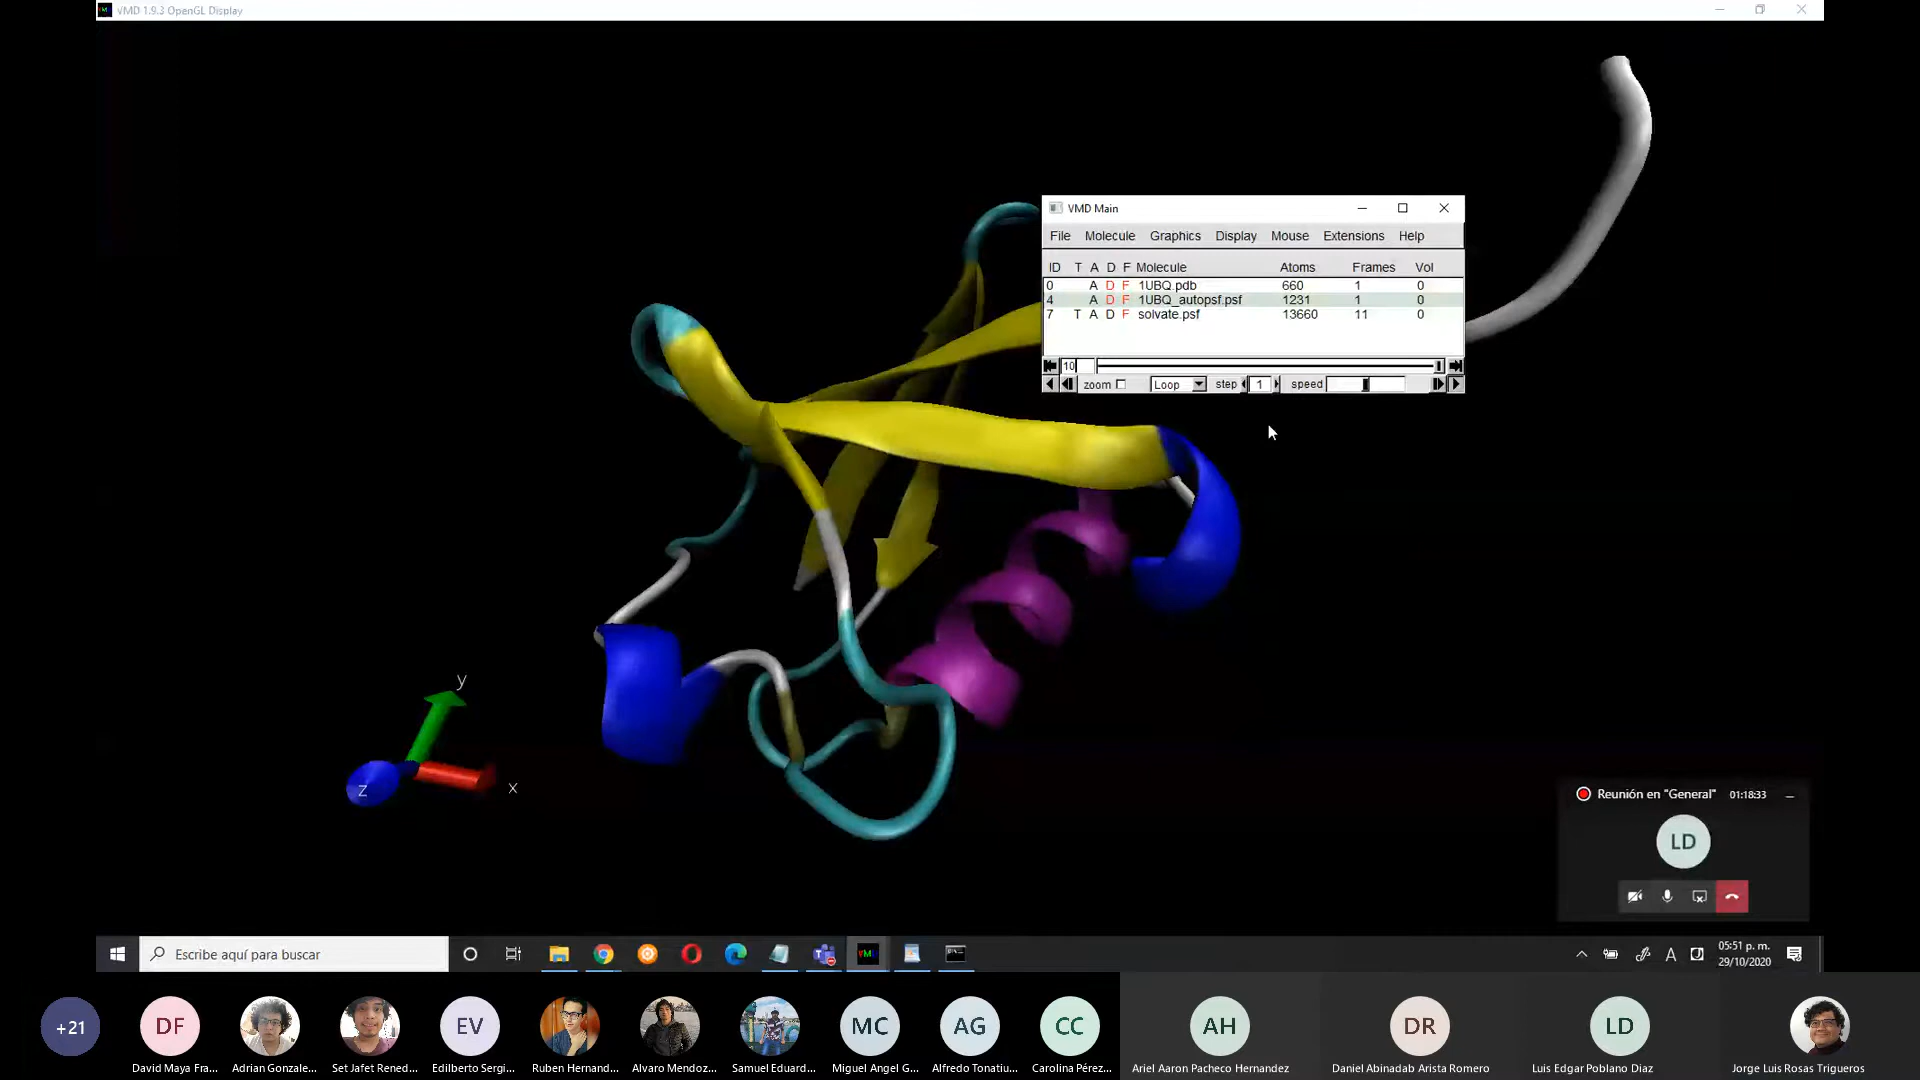 VMD 1.9.3 OpenGL Display
VMD Main
File Molecule Graphics Display Mouse Extensions Help
ID T A D F Molecule Atoms Frames Vol
0 A D F 1UBQ.pdb 660 1 0
4 A D F 1UBQ_autopsf.psf 1231 1 0
7 T A D F solvate.psf 13660 11 0
10
zoom Loop step 1 speed
y
z
x
Reunión en "General" 01:18:33
LD
Escribe aquí para buscar
VMD
A
05:51 p. m.
29/10/2020
+21
DF
EV
MC
AG
CC
AH
DR
LD
David Maya Fra...
Adrian Gonzale...
Set Jafet Rened...
Edilberto Sergi...
Ruben Hernand...
Alvaro Mendoz...
Samuel Eduard...
Miguel Angel G...
Alfredo Tonatiu...
Carolina Pérez...
Ariel Aaron Pacheco Hernandez
Daniel Abinadab Arista Romero
Luis Edgar Poblano Diaz
Jorge Luis Rosas Trigueros